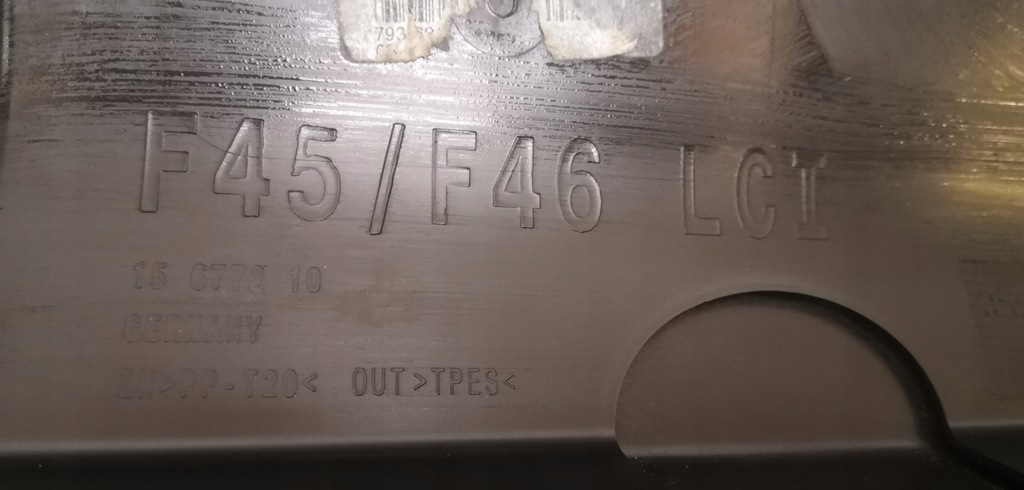 F45/F46 LCI
15 6772 10
GERMANY
IN>PP-T20< OUT>TPES<